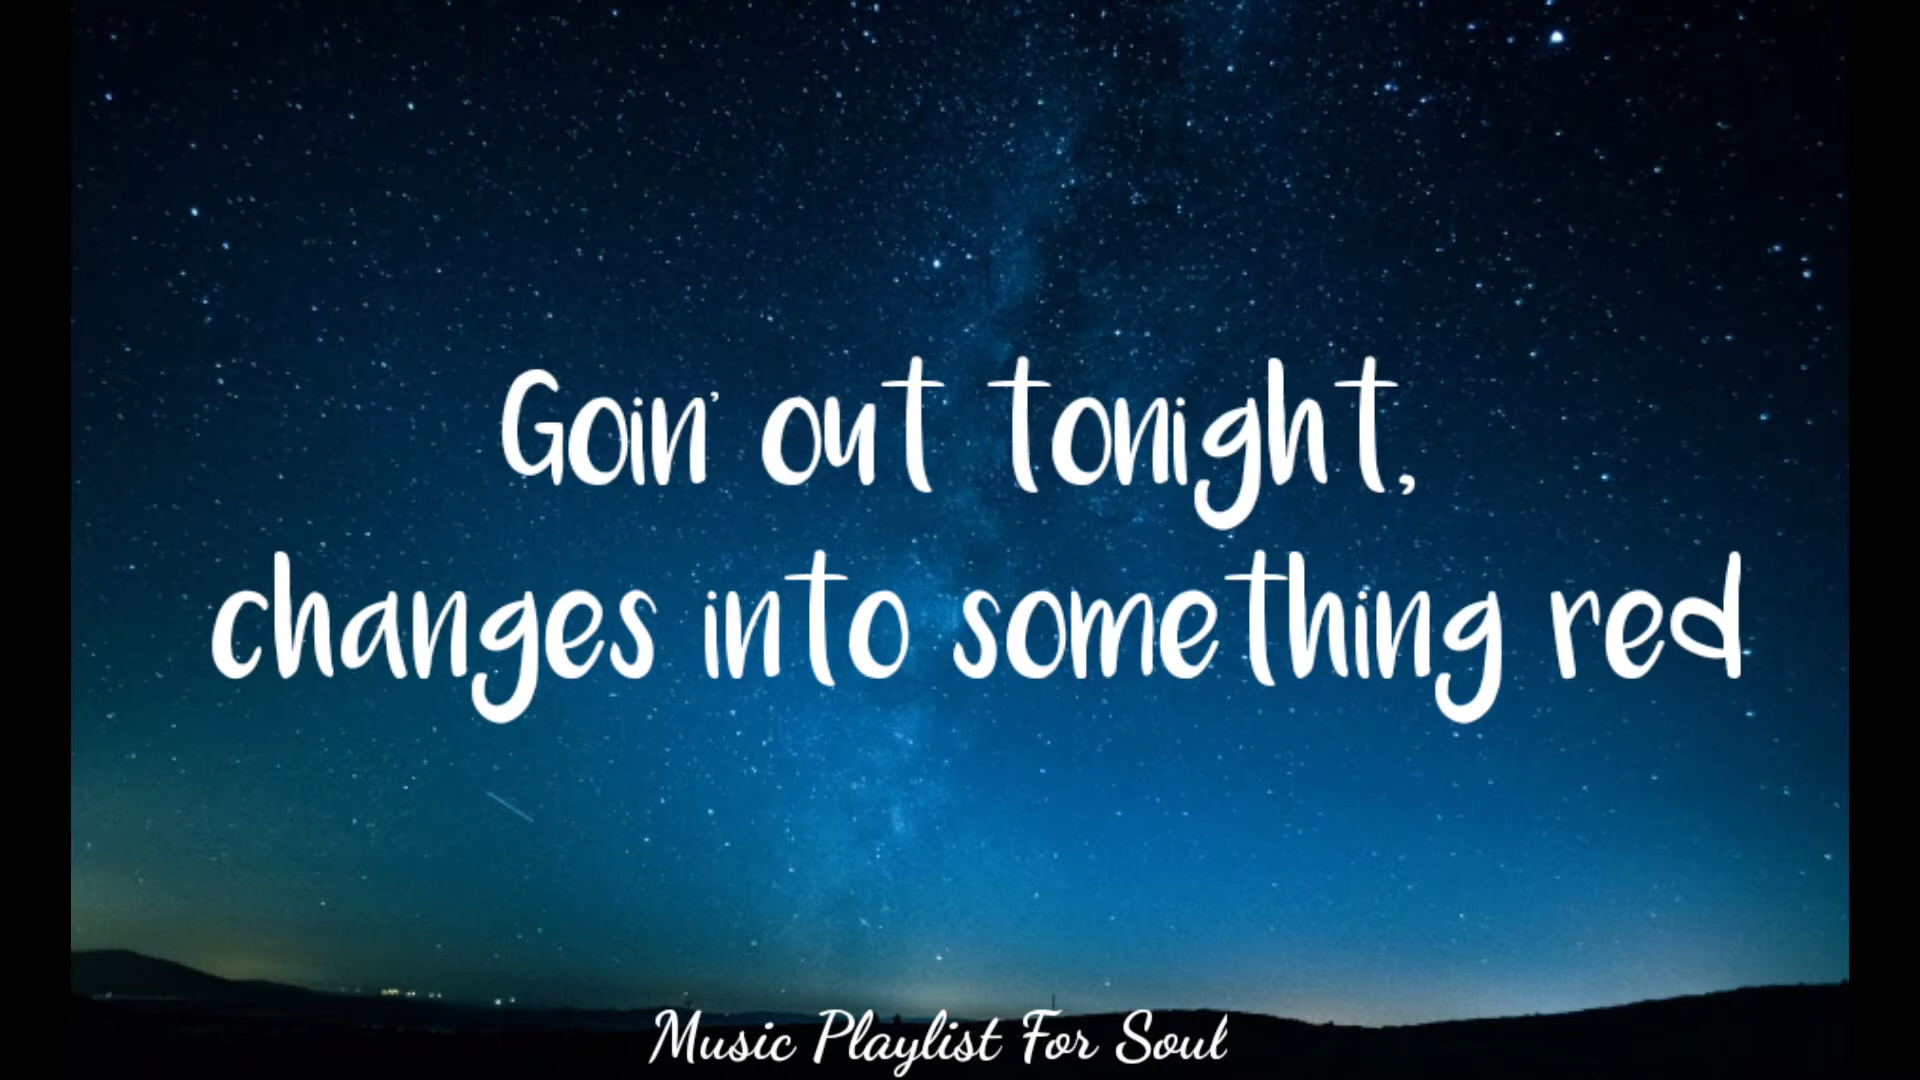 Goin' out tonight,
changes into something red
Music Playlist For Soul